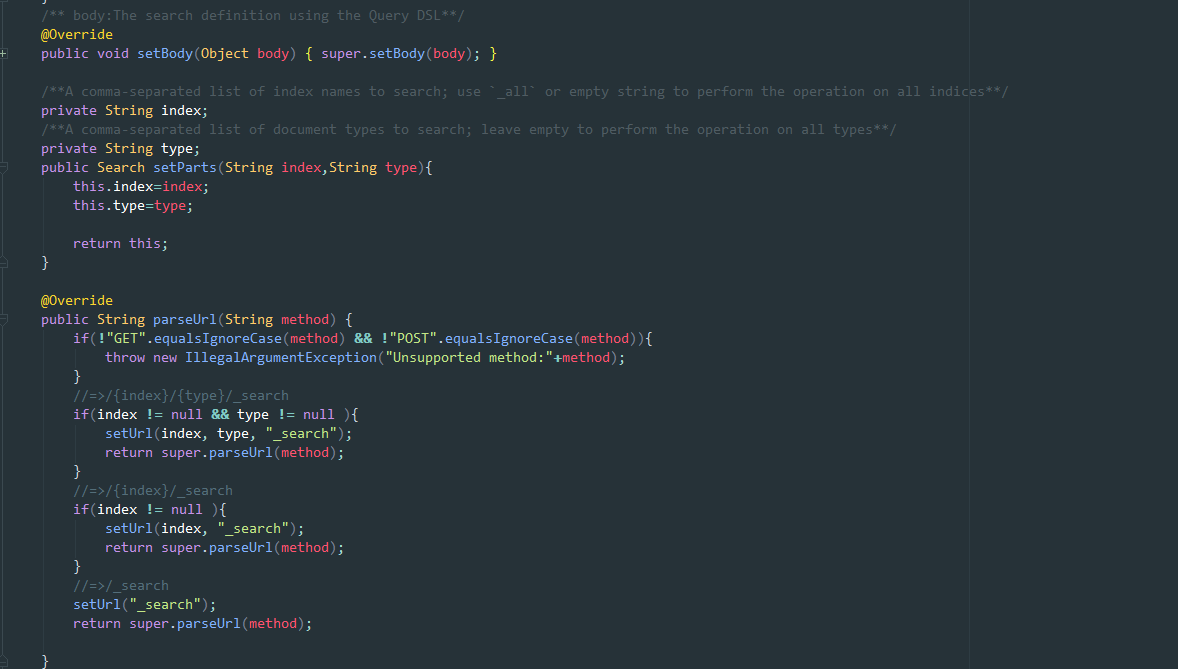 }
/** body:The search definition using the Query DSL**/
@Override
public void setBody(Object body) { super.setBody(body); }
/**A comma-separated list of index names to search; use `_all` or empty string to perform the operation on all indices**/
private String index;
/**A comma-separated list of document types to search; leave empty to perform the operation on all types**/
private String type;
public Search setParts(String index,String type){
this.index=index;
this.type=type;
return this;
}
@Override
public String parseUrl(String method) {
if(!"GET".equalsIgnoreCase(method) && !"POST".equalsIgnoreCase(method)){
throw new IllegalArgumentException("Unsupported method:"+method);
}
//=>/{index}/{type}/_search
if(index != null && type != null ){
setUrl(index, type, "_search");
return super.parseUrl(method);
}
//=>/{index}/_search
if(index != null ){
setUrl(index, "_search");
return super.parseUrl(method);
}
//=>/_search
setUrl("_search");
return super.parseUrl(method);
}